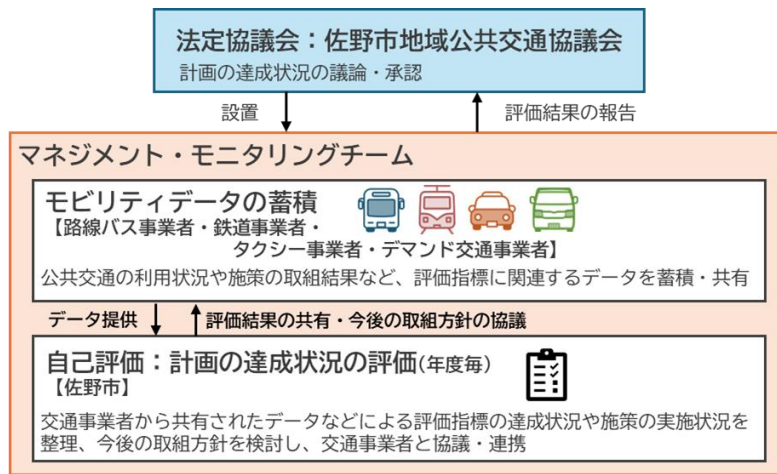 法定協議会：佐野市地域公共交通協議会
計画の達成状況の議論・承認
設置
評価結果の報告
マネジメント・モニタリングチーム
モビリティデータの蓄積
【路線バス事業者・鉄道事業者・
タクシー事業者・デマンド交通事業者】
公共交通の利用状況や施策の取組結果など、評価指標に関連するデータを蓄積・共有
データ提供
評価結果の共有・今後の取組方針の協議
自己評価：計画の達成状況の評価(年度毎)
【佐野市】
交通事業者から共有されたデータなどによる評価指標の達成状況や施策の実施状況を
整理、今後の取組方針を検討し、交通事業者と協議・連携